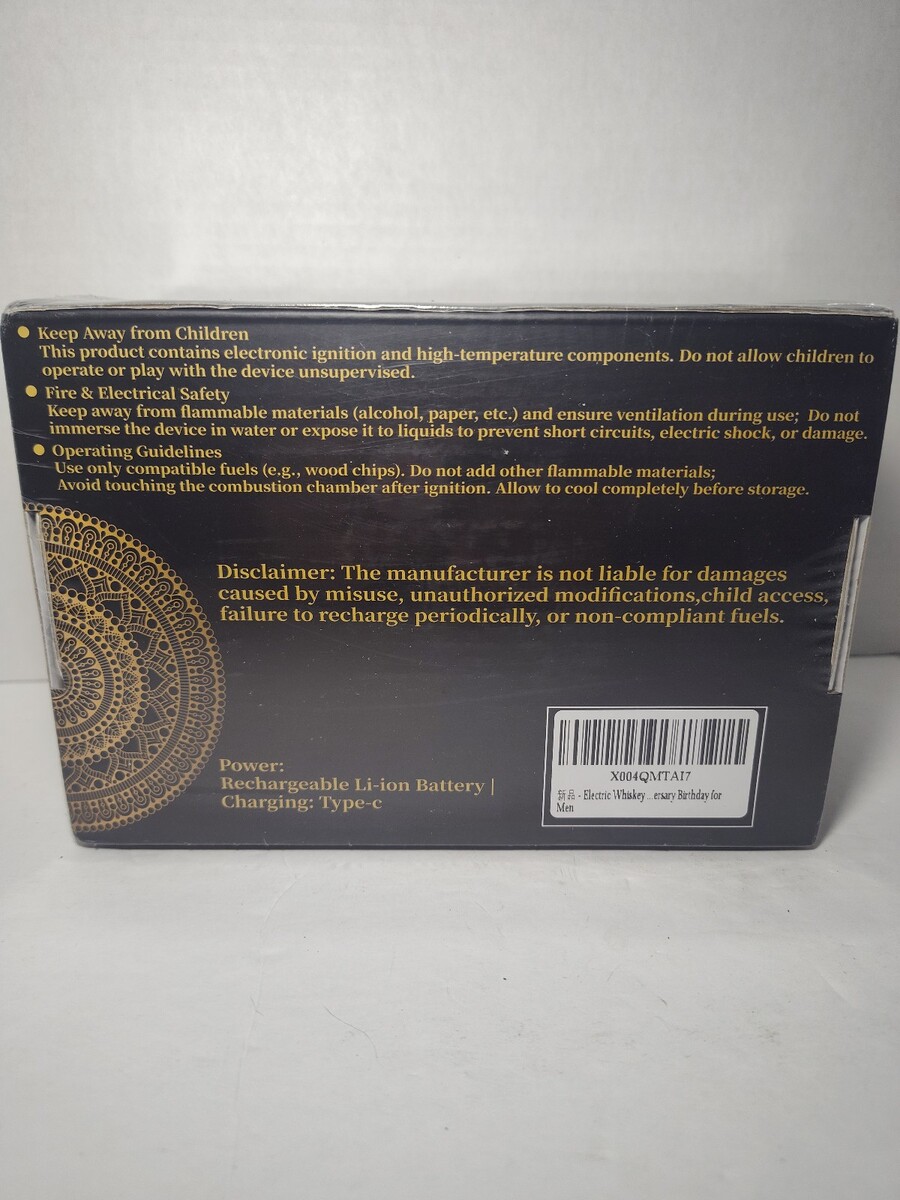 ● Keep Away from Children
This product contains electronic ignition and high-temperature components. Do not allow children to
operate or play with the device unsupervised.
● Fire & Electrical Safety
Keep away from flammable materials (alcohol, paper, etc.) and ensure ventilation during use; Do not
immerse the device in water or expose it to liquids to prevent short circuits, electric shock, or damage.
● Operating Guidelines
Use only compatible fuels (e.g., wood chips). Do not add other flammable materials;
Avoid touching the combustion chamber after ignition. Allow to cool completely before storage.
Disclaimer: The manufacturer is not liable for damages
caused by misuse, unauthorized modifications,child access,
failure to recharge periodically, or non-compliant fuels.
Power:
Rechargeable Li-ion Battery |
Charging: Type-c
X004QMTAI7
新品 - Electric Whiskey ...ersary Birthday for
Men